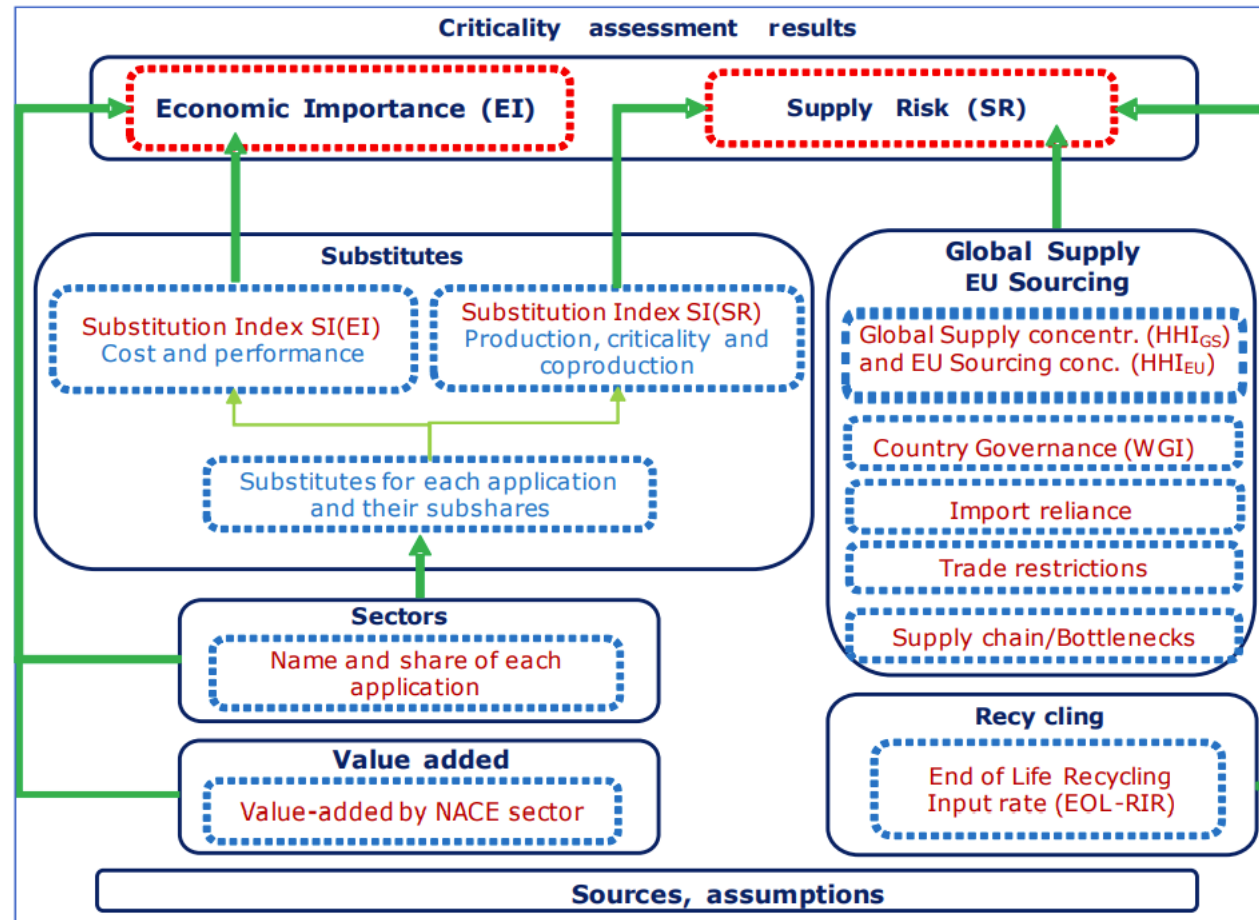 Criticality assessment results
Economic Importance (EI)
Supply Risk (SR)
Substitutes
Substitution Index SI(EI)
Cost and performance
Substitution Index SI(SR)
Production, criticality and
coproduction
Substitutes for each application
and their subshares
Sectors
Name and share of each
application
Value added
Value-added by NACE sector
Global Supply
EU Sourcing
Global Supply concentr. (HHIGS)
and EU Sourcing conc. (HHIEU)
Country Governance (WGI)
Import reliance
Trade restrictions
Supply chain/Bottlenecks
Recy cling
End of Life Recycling
Input rate (EOL-RIR)
Sources, assumptions